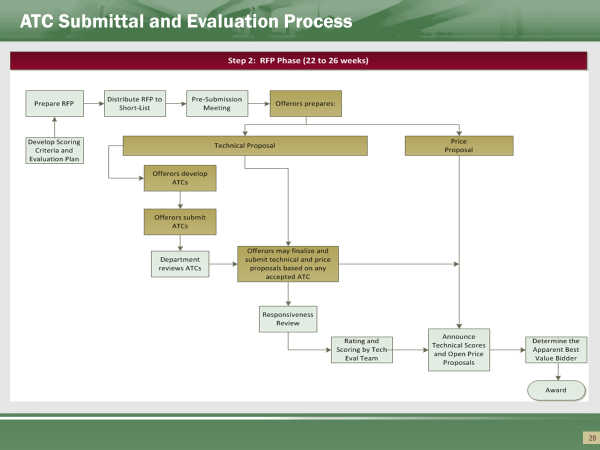 ATC Submittal and Evaluation Process
Step 2: RFP Phase (22 to 26 weeks)
Prepare RFP
Distribute RFP to
Short-List
Pre-Submission
Meeting
Offerors prepares:
Develop Scoring
Criteria and
Evaluation Plan
Technical Proposal
Price
Proposal
Offerors develop
ATCs
Offerors submit
ATCs
Department
reviews ATCs
Offerors may finalize and
submit technical and price
proposals based on any
accepted ATC
Responsiveness
Review
Rating and
Scoring by Tech
Eval Team
Announce
Technical Scores
and Open Price
Proposals
Determine the
Apparent Best
Value Bidder
Award
28